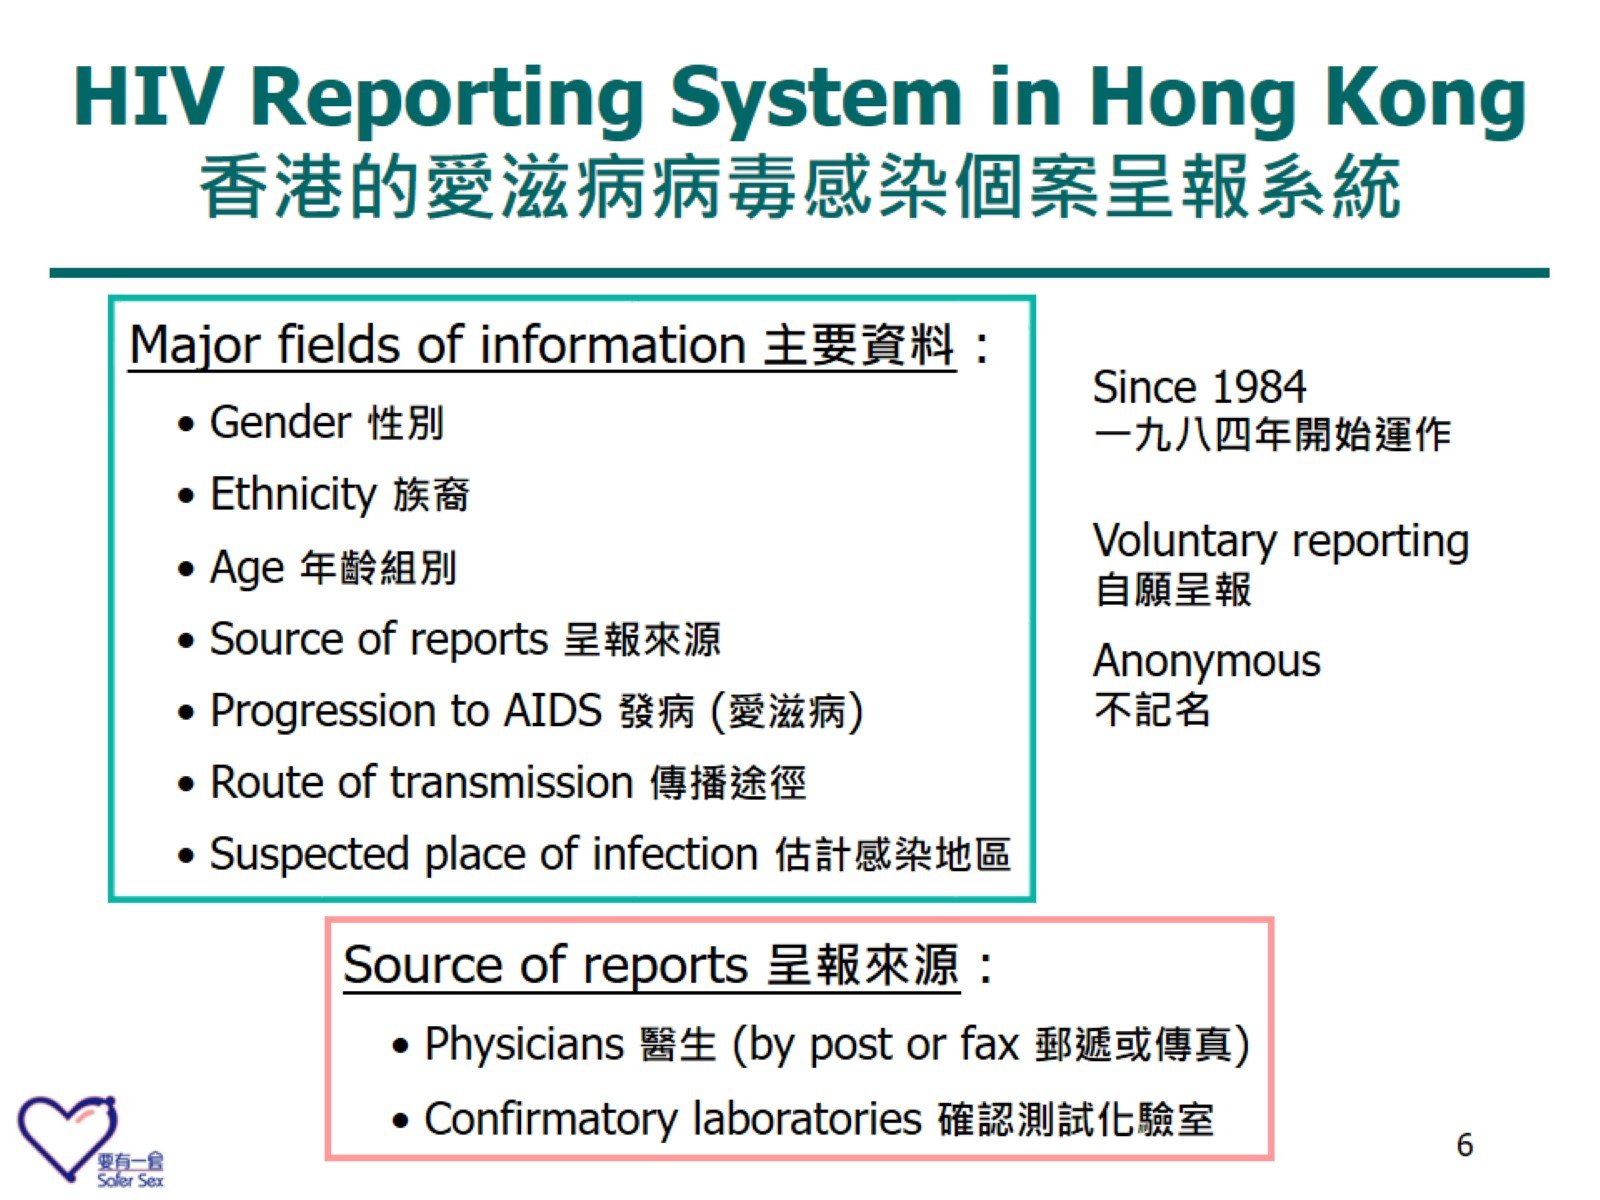 HIV Reporting System in Hong Kong
香港的愛滋病病毒感染個案呈報系統
Major fields of information 主要資料：
• Gender 性別
• Ethnicity 族裔
• Age 年齡組別
• Source of reports 呈報來源
• Progression to AIDS 發病 (愛滋病)
• Route of transmission 傳播途徑
• Suspected place of infection 估計感染地區
Since 1984
一九八四年開始運作
Voluntary reporting
自願呈報
Anonymous
不記名
Source of reports 呈報來源：
• Physicians 醫生 (by post or fax 郵遞或傳真)
• Confirmatory laboratories 確認測試化驗室
要有一套
Safer Sex
6